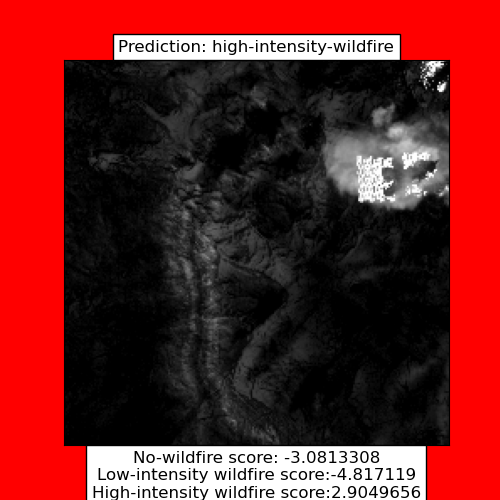 Prediction: high-intensity-wildfire
No-wildfire score: -3.0813308
Low-intensity wildfire score:-4.817119
High-intensity wildfire score:2.9049656